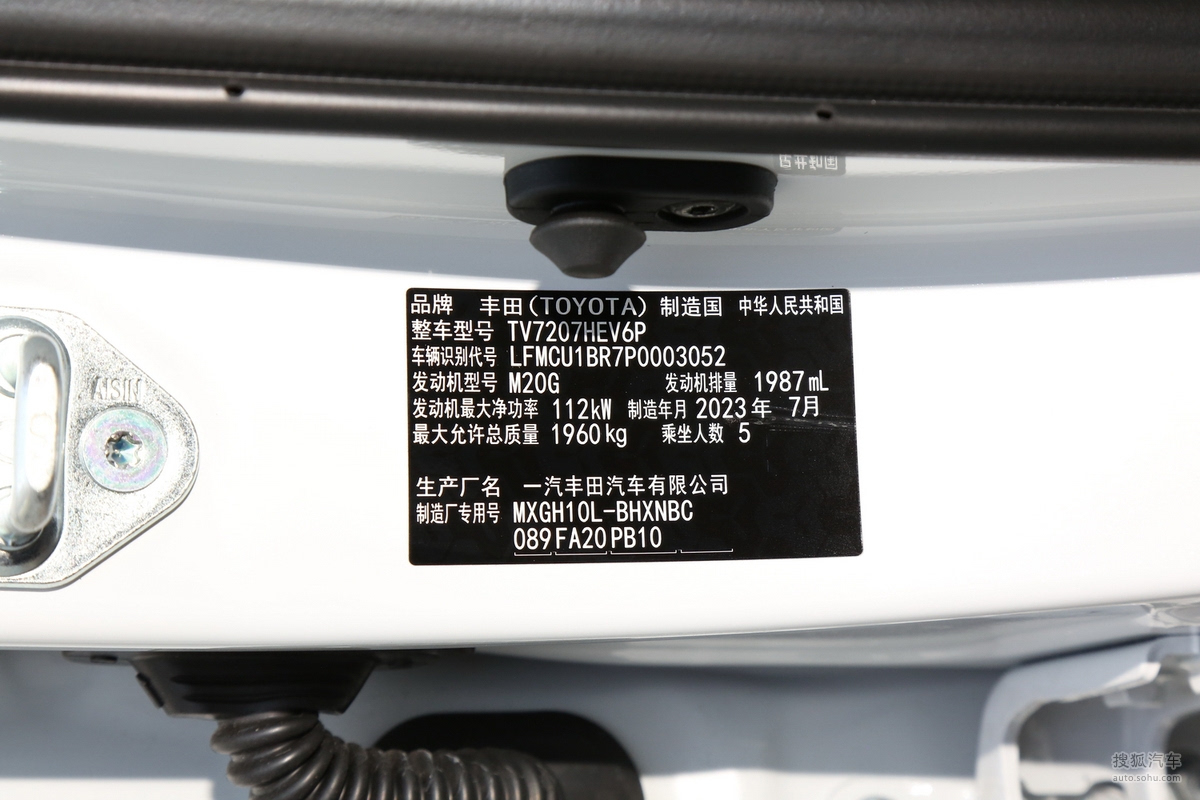 共和国
品牌 丰田(TOYOTA) 制造国 中华人民共和国
整车型号 TV7207HEV6P
车辆识别代号 LFMCU1BR7P0003052
发动机型号 M20G 发动机排量 1987mL
发动机最大净功率 112kW 制造年月 2023年 7月
最大允许总质量 1960kg 乘坐人数 5
生产厂名 一汽丰田汽车有限公司
制造厂专用号 MXGH10L-BHXNBC
089FA20PB10
AISIN
搜狐汽车
auto.sohu.com